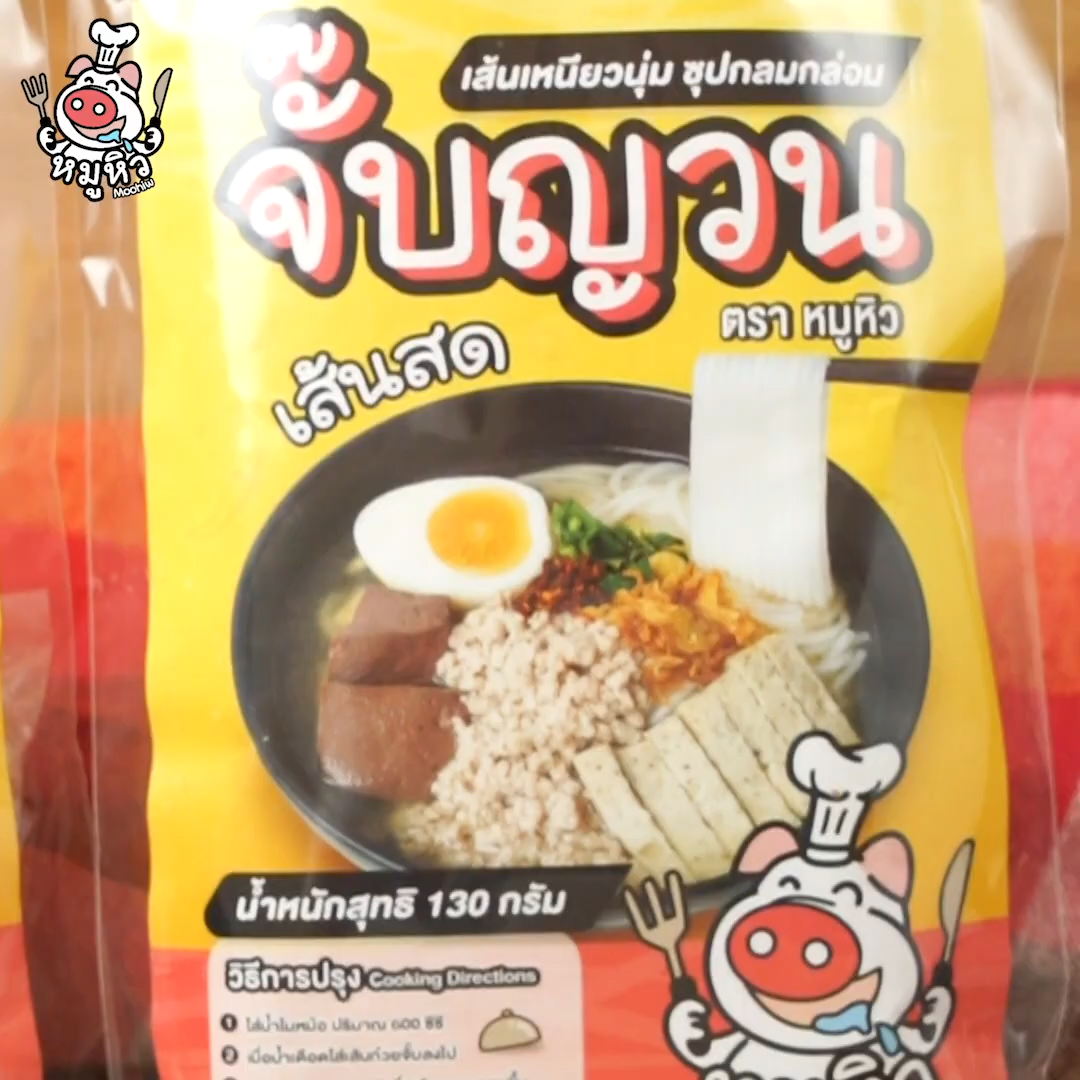 หมูหิว
Moohiw
เส้นเหนียวนุ่ม ซุปกลมกล่อม
จั๊บญวน
ตรา หมูหิว
เส้นสด
น้ำหนักสุทธิ 130 กรัม
วิธีการปรุง Cooking Directions
1 ใส่น้ำในหม้อ ปริมาณ 600 ซีซี
2 เมื่อน้ำเดือดใส่เส้นก๋วยจั๊บลงไป